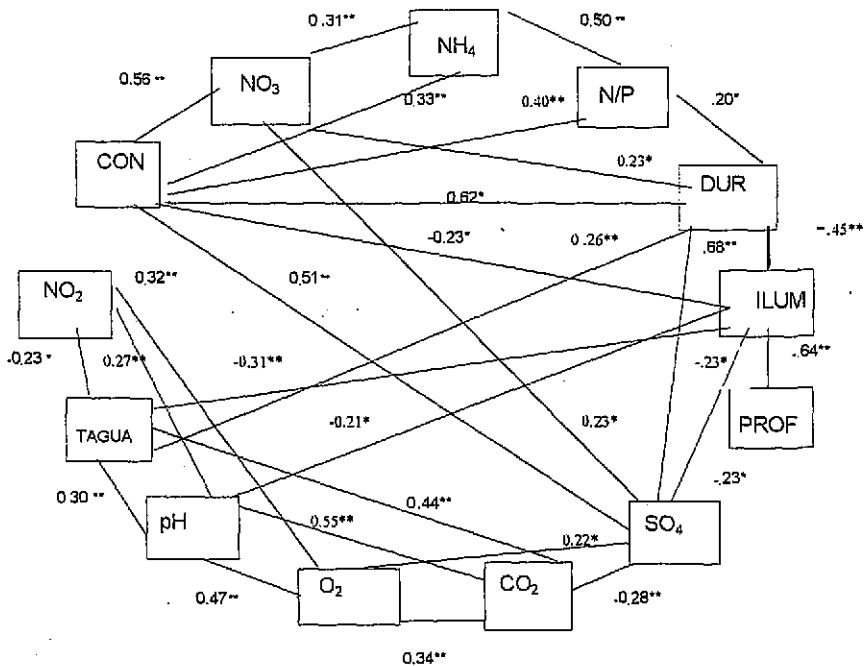 0.31**
NH4
0.50**
0.56**
NO3
N/P
0.33**
0.40**
.20*
CON
0.23*
DUR
0.62*
-0.23*
0.26**
.68**
-.45**
NO2
0.32**
0.51**
ILUM
-0.23*
0.27**
-0.31**
-.23*
-.64**
TAGUA
-0.21*
0.23*
PROF
0.30**
pH
0.44**
-.23*
0.55**
SO4
0.22*
O2
CO2
0.47**
-0.28**
0.34**